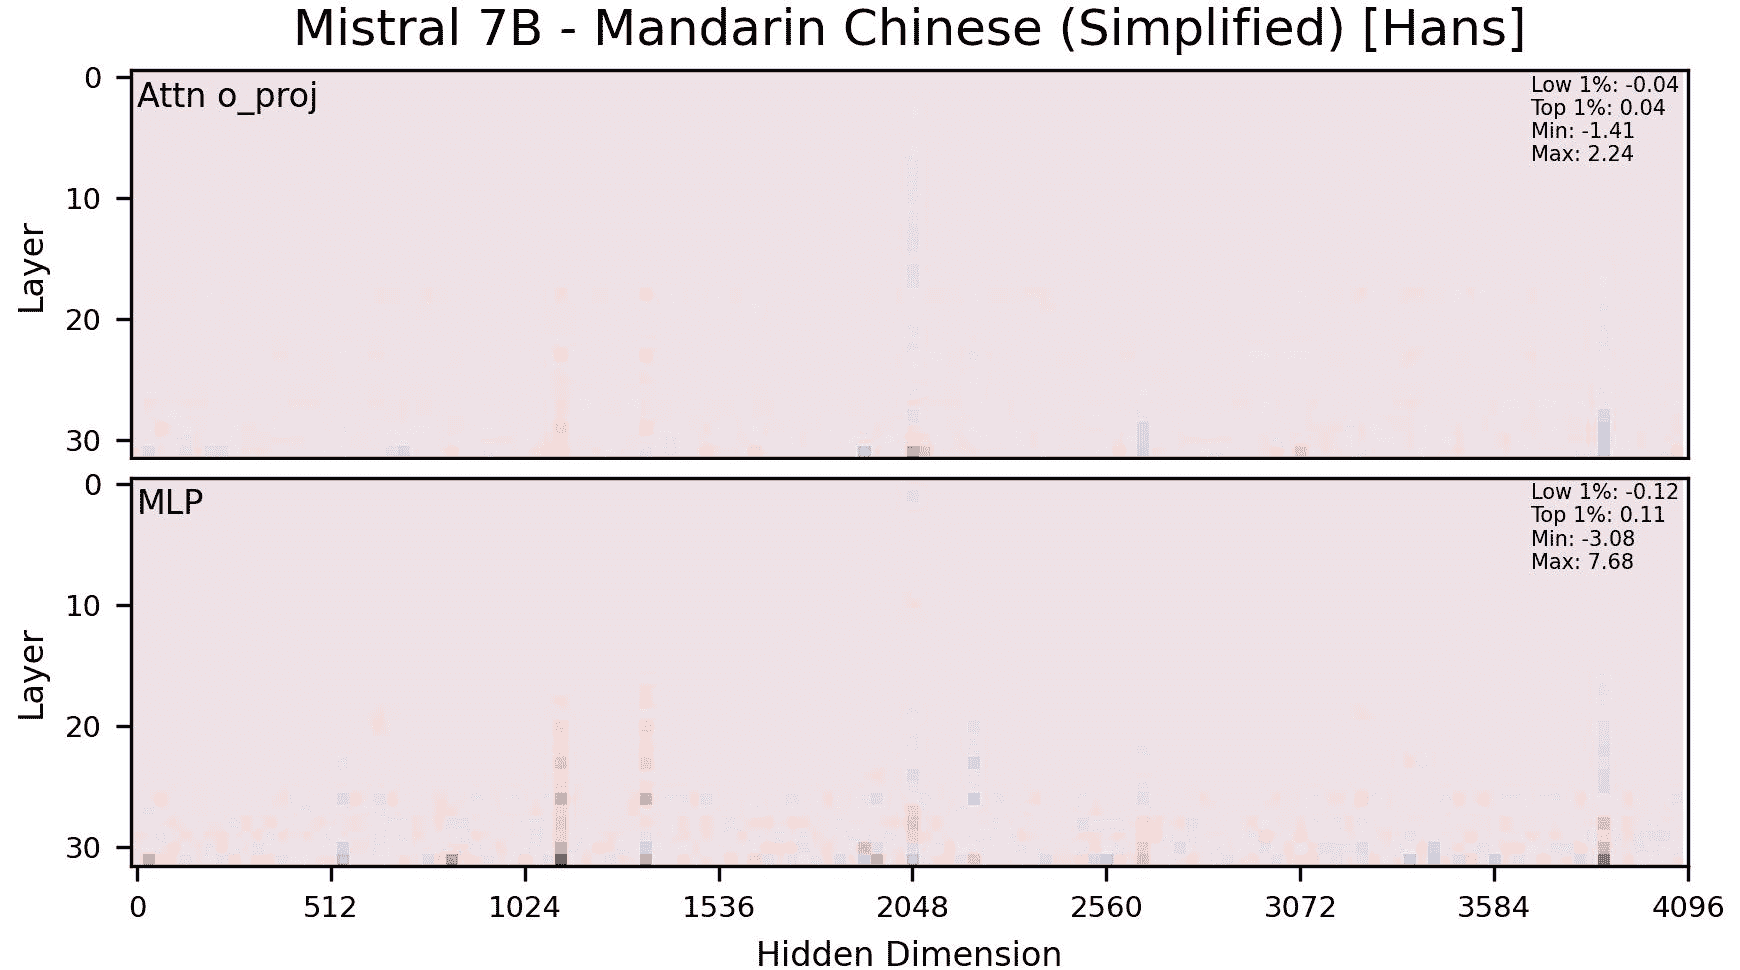 Mistral 7B - Mandarin Chinese (Simplified) [Hans]
0
Attn o_proj
Low 1%: -0.04
Top 1%: 0.04
Min: -1.41
Max: 2.24
10
Layer
20
30
0
MLP
Low 1%: -0.12
Top 1%: 0.11
Min: -3.08
Max: 7.68
10
Layer
20
30
0 512 1024 1536 2048 2560 3072 3584 4096
Hidden Dimension